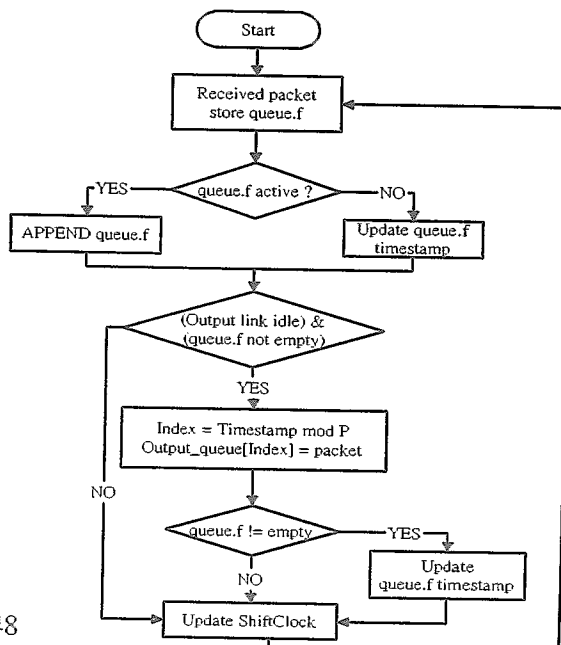 Start
Received packet
store queue.f
queue.f active ?
YES
NO
APPEND queue.f
Update queue.f
timestamp
(Output link idle) &
(queue.f not empty)
YES
Index = Timestamp mod P
Output_queue[Index] = packet
NO
queue.f != empty
YES
Update
queue.f timestamp
NO
Update ShiftClock